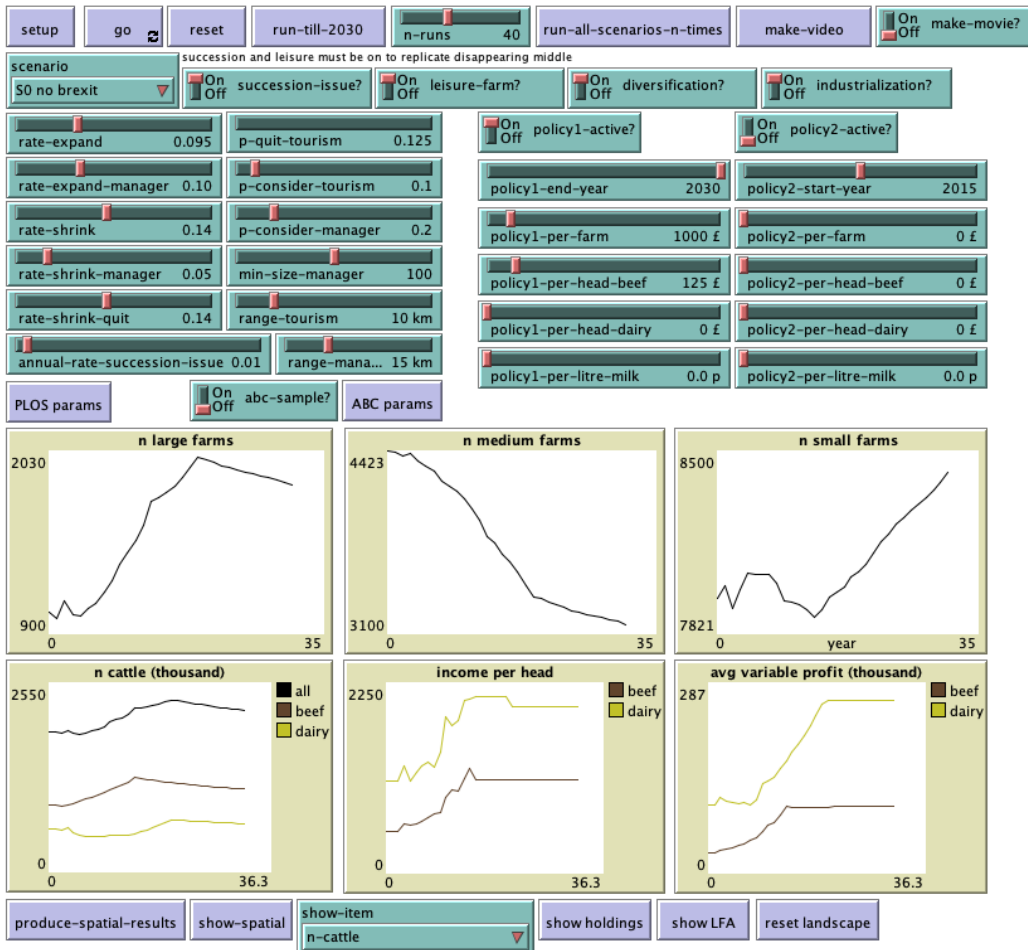 setup
go
reset
run-till-2030
n-runs 40
run-all-scenarios-n-times
make-video
On
Off
make-movie?
scenario
S0 no brexit
succession and leisure must be on to replicate disappearing middle
On
Off
succession-issue?
On
Off
leisure-farm?
On
Off
diversification?
On
Off
industrialization?
rate-expand 0.095
p-quit-tourism 0.125
On
Off
policy1-active?
On
Off
policy2-active?
rate-expand-manager 0.10
p-consider-tourism 0.1
policy1-end-year 2030
policy2-start-year 2015
rate-shrink 0.14
p-consider-manager 0.2
policy1-per-farm 1000 £
policy2-per-farm 0 £
rate-shrink-manager 0.05
min-size-manager 100
policy1-per-head-beef 125 £
policy2-per-head-beef 0 £
rate-shrink-quit 0.14
range-tourism 10 km
policy1-per-head-dairy 0 £
policy2-per-head-dairy 0 £
annual-rate-succession-issue 0.01
range-mana... 15 km
policy1-per-litre-milk 0.0 p
policy2-per-litre-milk 0.0 p
PLOS params
On
Off
abc-sample?
ABC params
n large farms
2030
900
0
35
n medium farms
4423
3100
0
35
n small farms
8500
7821
0
year
35
n cattle (thousand)
2550
0
0
36.3
all
beef
dairy
income per head
2250
0
0
36.3
beef
dairy
avg variable profit (thousand)
287
0
0
36.3
beef
dairy
produce-spatial-results
show-spatial
show-item
n-cattle
show holdings
show LFA
reset landscape